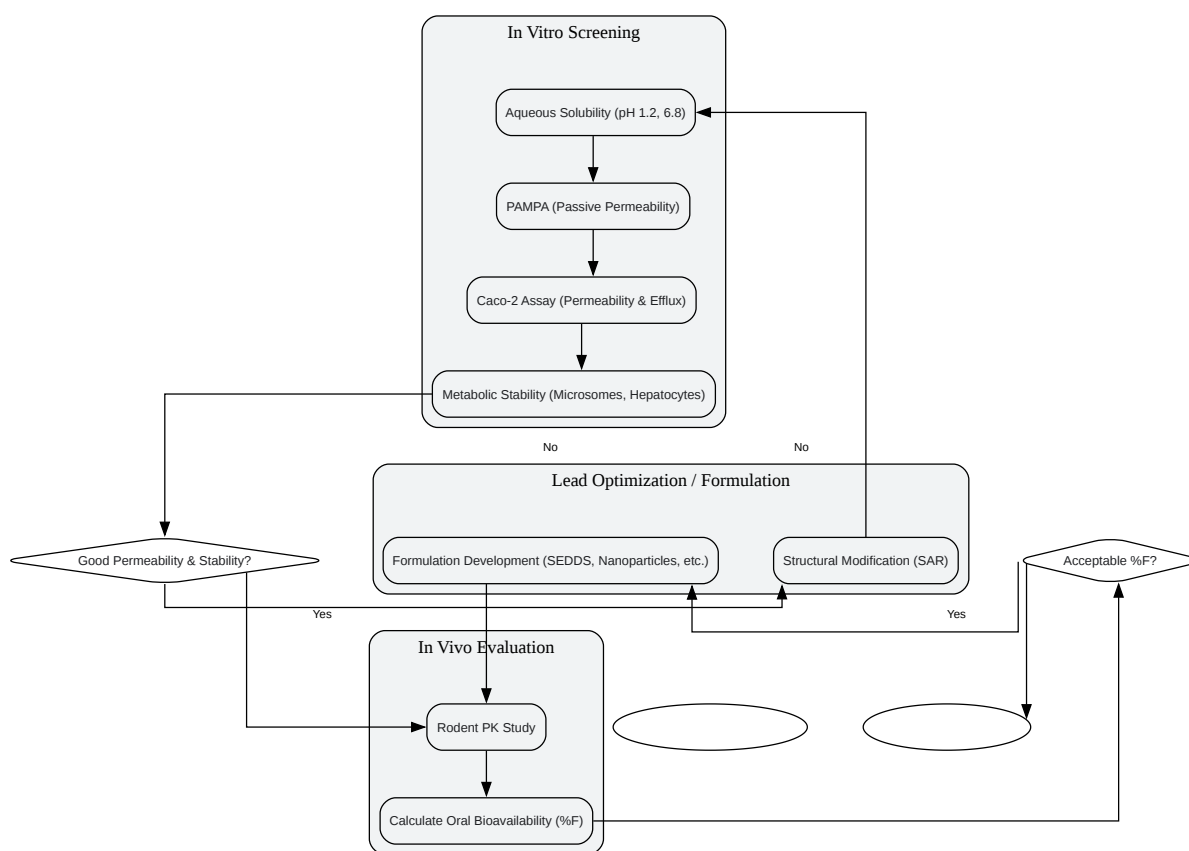 In Vitro Screening
Aqueous Solubility (pH 1.2, 6.8)
PAMPA (Passive Permeability)
Caco-2 Assay (Permeability & Efflux)
Metabolic Stability (Microsomes, Hepatocytes)
No
No
Lead Optimization / Formulation
Good Permeability & Stability?
Formulation Development (SEDDS, Nanoparticles, etc.)
Structural Modification (SAR)
Acceptable %F?
Yes
Yes
In Vivo Evaluation
Rodent PK Study
Calculate Oral Bioavailability (%F)